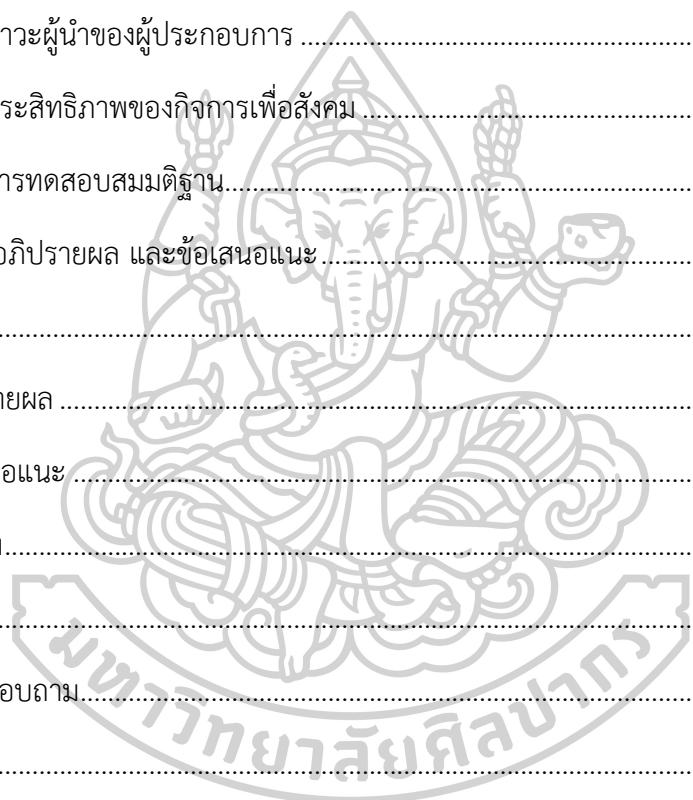 าวะผู้นำของผู้ประกอบการ ................................................................
ระสิทธิภาพของกิจการเพื่อสังคม ................................................................
ารทดสอบสมมติฐาน................................................................
อภิปรายผล และข้อเสนอแนะ ................................................................
................................................................
ายผล ................................................................
อแนะ ................................................................
................................................................
................................................................
อบถาม................................................................
................................................................
มหาวิทยาลัยศิลปากร